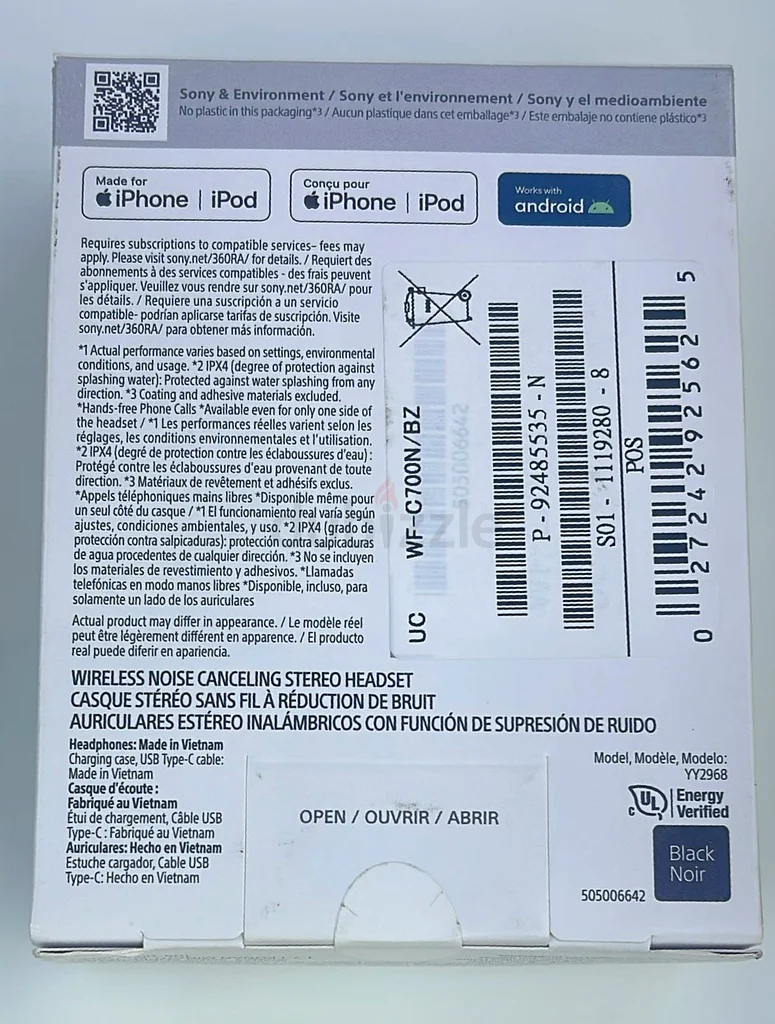 Sony & Environment / Sony et l'environnement / Sony y el medioambiente
No plastic in this packaging*3 / Aucun plastique dans cet emballage*3 / Este embalaje no contiene plástico*3
Made for
iPhone | iPod
Conçu pour
iPhone | iPod
Works with
android
Requires subscriptions to compatible services- fees may
apply. Please visit sony.net/360RA/ for details. / Requiert des
abonnements à des services compatibles - des frais peuvent
s'appliquer. Veuillez vous rendre sur sony.net/360RA/ pour
les détails. / Requiere una suscripción a un servicio
compatible- podrían aplicarse tarifas de suscripción. Visite
sony.net/360RA/ para obtener más información.
*1 Actual performance varies based on settings, environmental
conditions, and usage. *2 IPX4 (degree of protection against
splashing water): Protected against water splashing from any
direction. *3 Coating and adhesive materials excluded.
*Hands-free Phone Calls *Available even for only one side of
the headset / *1 Les performances réelles varient selon les
réglages, les conditions environnementales et l'utilisation.
*2 IPX4 (degré de protection contre les éclaboussures d'eau) :
Protégé contre les éclaboussures d'eau provenant de toute
direction. *3 Matériaux de revêtement et adhésifs exclus.
*Appels téléphoniques mains libres *Disponible même pour
un seul côté du casque / *1 El funcionamiento real varía según
ajustes, condiciones ambientales, y uso. *2 IPX4 (grado de
protección contra salpicaduras): protección contra salpicaduras
de agua procedentes de cualquier dirección. *3 No se incluyen
los materiales de revestimiento y adhesivos. *Llamadas
telefónicas en modo manos libres *Disponible, incluso, para
solamente un lado de los auriculares
Actual product may differ in appearance. / Le modèle réel
peut être légèrement différent en apparence. / El producto
real puede diferir en apariencia.
UC WF-C700N/BZ
505006642
P - 92485535 - N
S01 - 1119280 - 8
POS
0 27242 92562 5
WIRELESS NOISE CANCELING STEREO HEADSET
CASQUE STÉRÉO SANS FIL À RÉDUCTION DE BRUIT
AURICULARES ESTÉREO INALÁMBRICOS CON FUNCIÓN DE SUPRESIÓN DE RUIDO
Headphones: Made in Vietnam
Charging case, USB Type-C cable:
Made in Vietnam
Casque d'écoute :
Fabriqué au Vietnam
Étui de chargement, Câble USB
Type-C : Fabriqué au Vietnam
Auriculares: Hecho en Vietnam
Estuche cargador, Cable USB
Type-C: Hecho en Vietnam
OPEN / OUVRIR / ABRIR
Model, Modèle, Modelo:
YY2968
c UL | Energy
Verified
Black
Noir
505006642